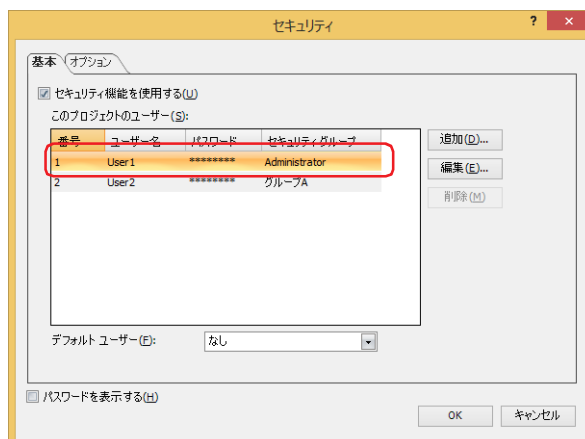 セキュリティ
? ×
基本 オプション
セキュリティ機能を使用する(U)
このプロジェクトのユーザー(S):
番号 ユーザー名 パスワード セキュリティグループ
追加(D)...
1 User1 ******** Administrator
編集(E)...
2 User2 ******** グループA
削除(M)
デフォルト ユーザー(F): なし
パスワードを表示する(H)
OK キャンセル